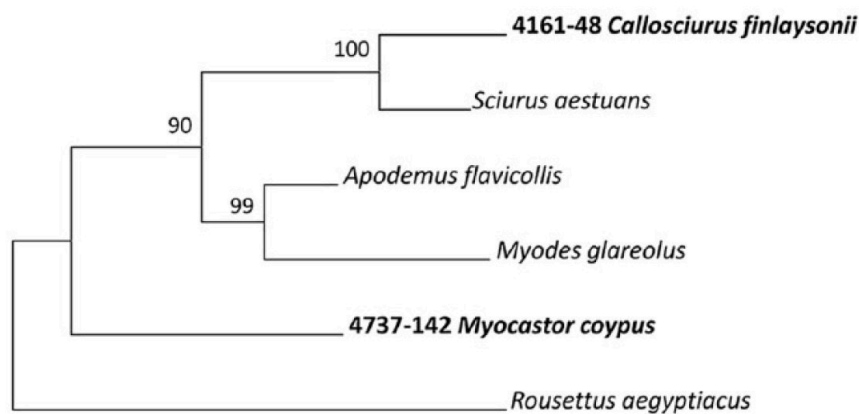 4161-48 Callosciurus finlaysonii
100
Sciurus aestuans
90
Apodemus flavicollis
99
Myodes glareolus
4737-142 Myocastor coypus
Rousettus aegyptiacus